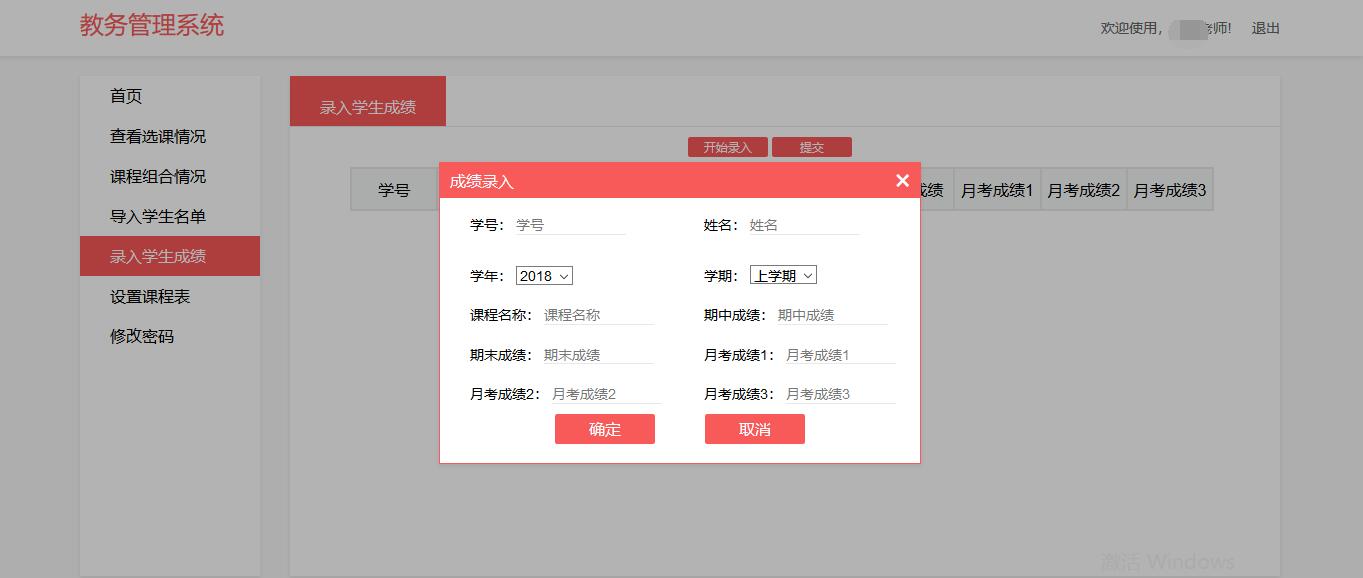 教务管理系统
欢迎使用， 老师! 退出
首页
查看选课情况
课程组合情况
导入学生名单
录入学生成绩
设置课程表
修改密码
录入学生成绩
开始录入 提交
学号 成绩 月考成绩1 月考成绩2 月考成绩3
成绩录入
学号： 学号 姓名： 姓名
学年： 2018 学期： 上学期
课程名称： 课程名称 期中成绩： 期中成绩
期末成绩： 期末成绩 月考成绩1： 月考成绩1
月考成绩2： 月考成绩2 月考成绩3： 月考成绩3
确定 取消
激活 Windows